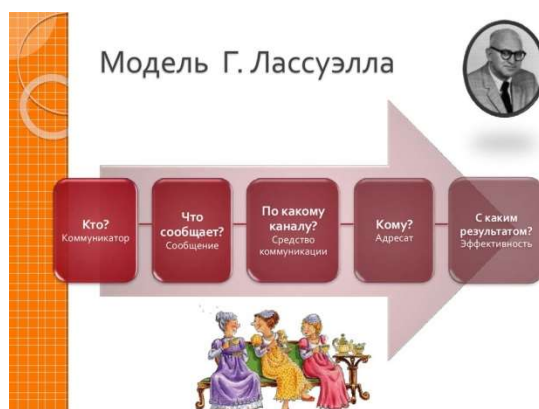 Модель Г. Лассуэлла
Кто?
Коммуникатор
Что
сообщает?
Сообщение
По какому
каналу?
Средство
коммуникации
Кому?
Адресат
С каким
результатом?
Эффективность